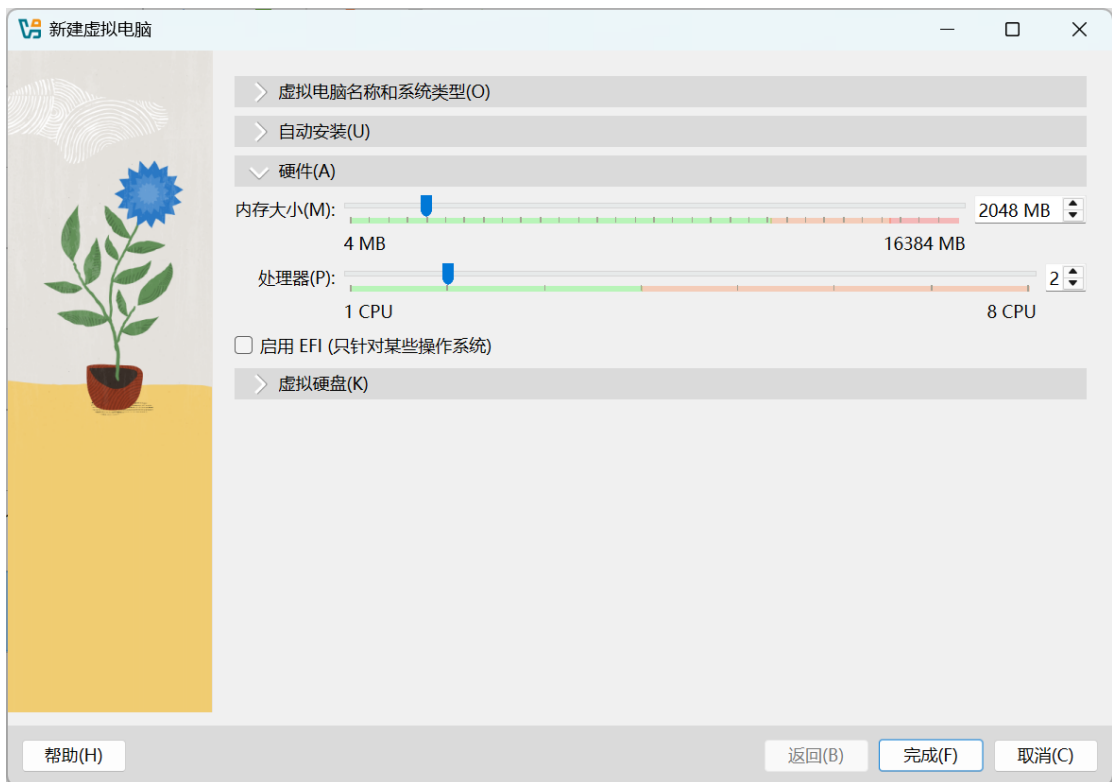 新建虚拟电脑
虚拟电脑名称和系统类型(O)
自动安装(U)
硬件(A)
内存大小(M):
2048 MB
4 MB
16384 MB
处理器(P):
2
1 CPU
8 CPU
启用 EFI (只针对某些操作系统)
虚拟硬盘(K)
帮助(H)
返回(B)
完成(F)
取消(C)